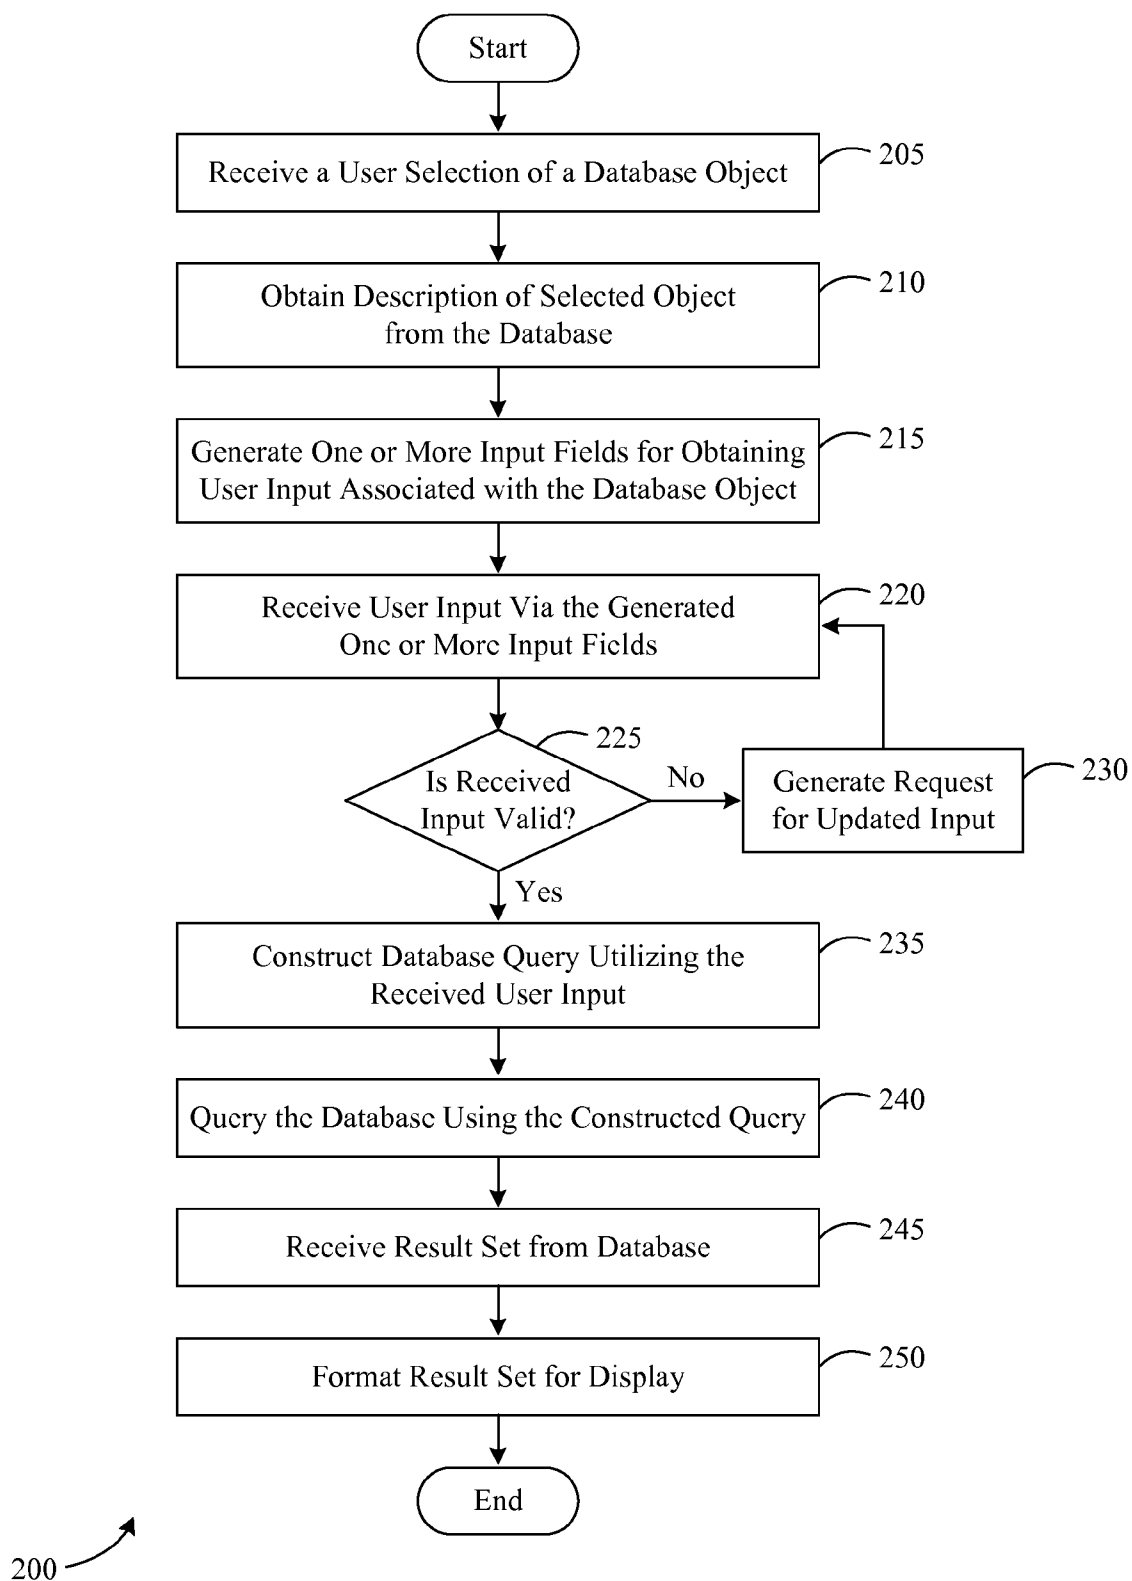 Start
Receive a User Selection of a Database Object
205
Obtain Description of Selected Object
from the Database
210
Generate One or More Input Fields for Obtaining
User Input Associated with the Database Object
215
Receive User Input Via the Generated
One or More Input Fields
220
Is Received
Input Valid?
225
No
Generate Request
for Updated Input
230
Yes
Construct Database Query Utilizing the
Received User Input
235
Query the Database Using the Constructed Query
240
Receive Result Set from Database
245
Format Result Set for Display
250
End
200